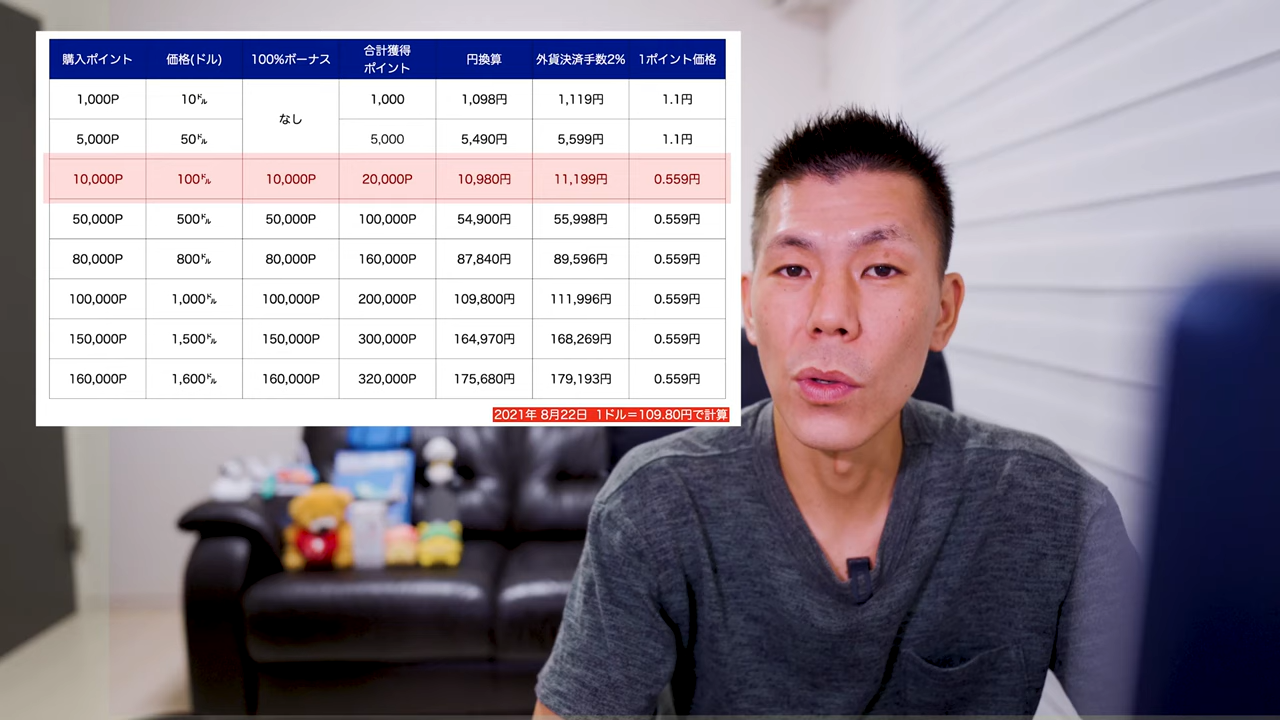 購入ポイント 価格(ドル) 100%ボーナス 合計獲得 ポイント 円換算 外貨決済手数2% 1ポイント価格
1,000P 10㌦ なし 1,000 1,098円 1,119円 1.1円
5,000P 50㌦ 5,000 5,490円 5,599円 1.1円
10,000P 100㌦ 10,000P 20,000P 10,980円 11,199円 0.559円
50,000P 500㌦ 50,000P 100,000P 54,900円 55,998円 0.559円
80,000P 800㌦ 80,000P 160,000P 87,840円 89,596円 0.559円
100,000P 1,000㌦ 100,000P 200,000P 109,800円 111,996円 0.559円
150,000P 1,500㌦ 150,000P 300,000P 164,970円 168,269円 0.559円
160,000P 1,600㌦ 160,000P 320,000P 175,680円 179,193円 0.559円
2021年 8月22日 1ドル=109.80円で計算